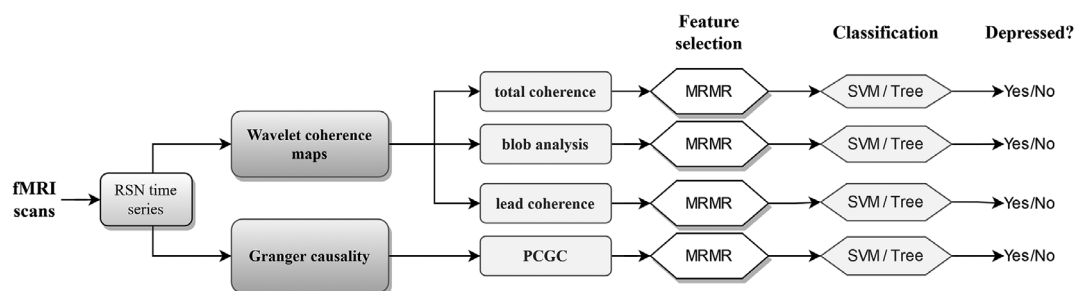 Feature
selection
Classification
Depressed?
total coherence
MRMR
SVM / Tree
Yes/No
Wavelet coherence
maps
blob analysis
MRMR
SVM / Tree
Yes/No
fMRI
scans
RSN time
series
lead coherence
MRMR
SVM / Tree
Yes/No
Granger causality
PCGC
MRMR
SVM / Tree
Yes/No